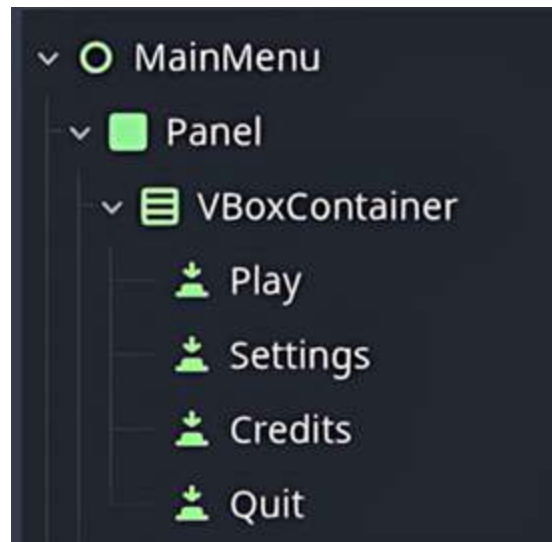 MainMenu
Panel
VBoxContainer
Play
Settings
Credits
Quit